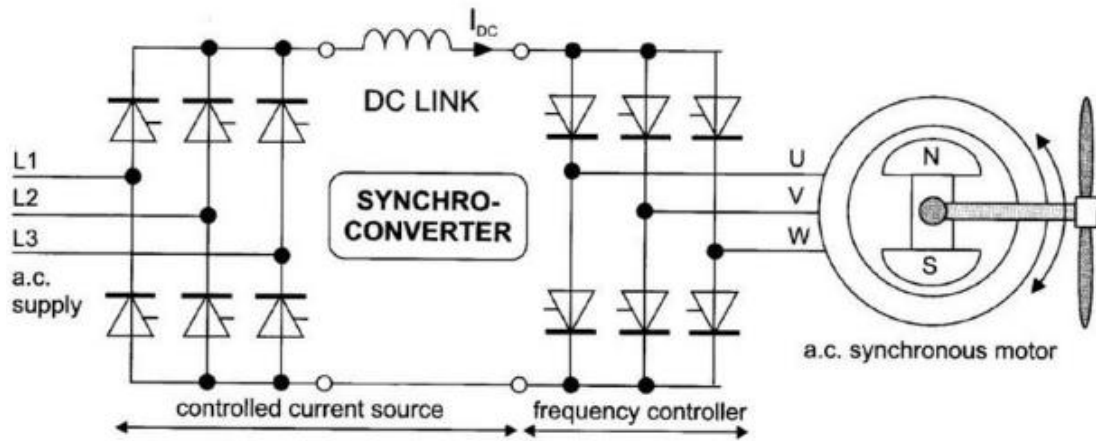 I_DC
DC LINK
L1
L2
L3
a.c.
supply
SYNCHRO-
CONVERTER
U
V
W
N
S
a.c. synchronous motor
controlled current source
frequency controller